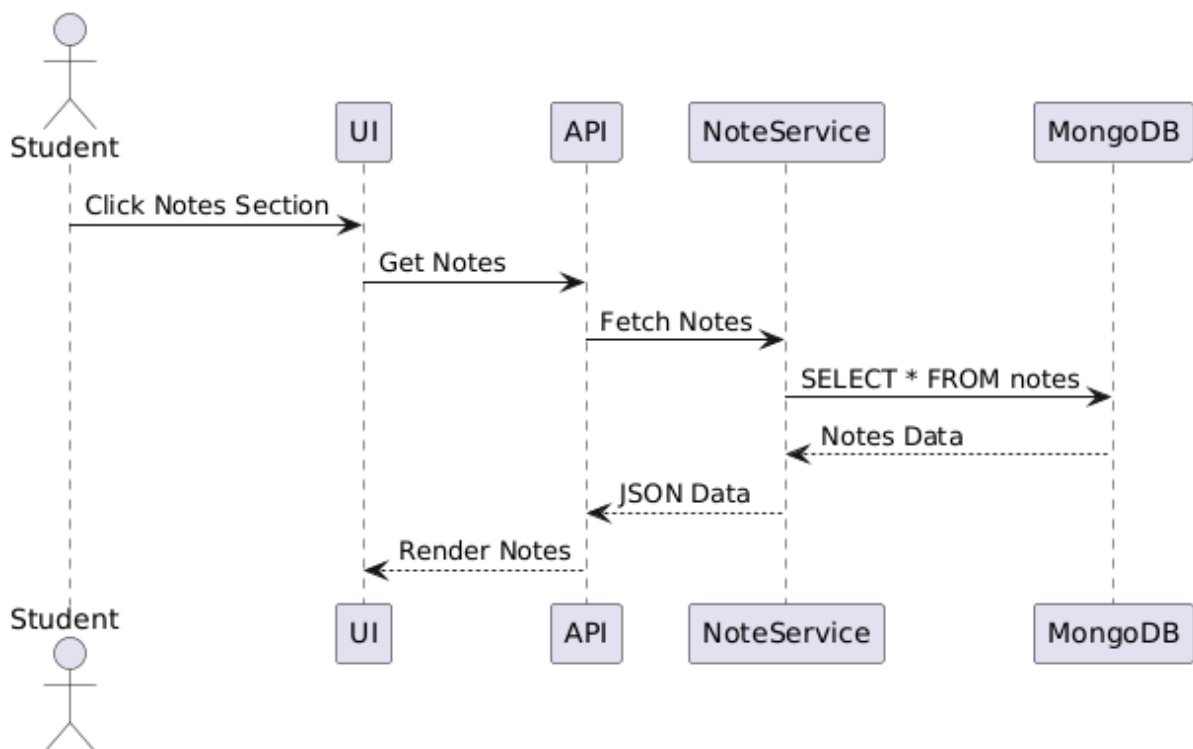 Student
UI
API
NoteService
MongoDB
Click Notes Section
Get Notes
Fetch Notes
SELECT * FROM notes
Notes Data
JSON Data
Render Notes
Student
UI
API
NoteService
MongoDB